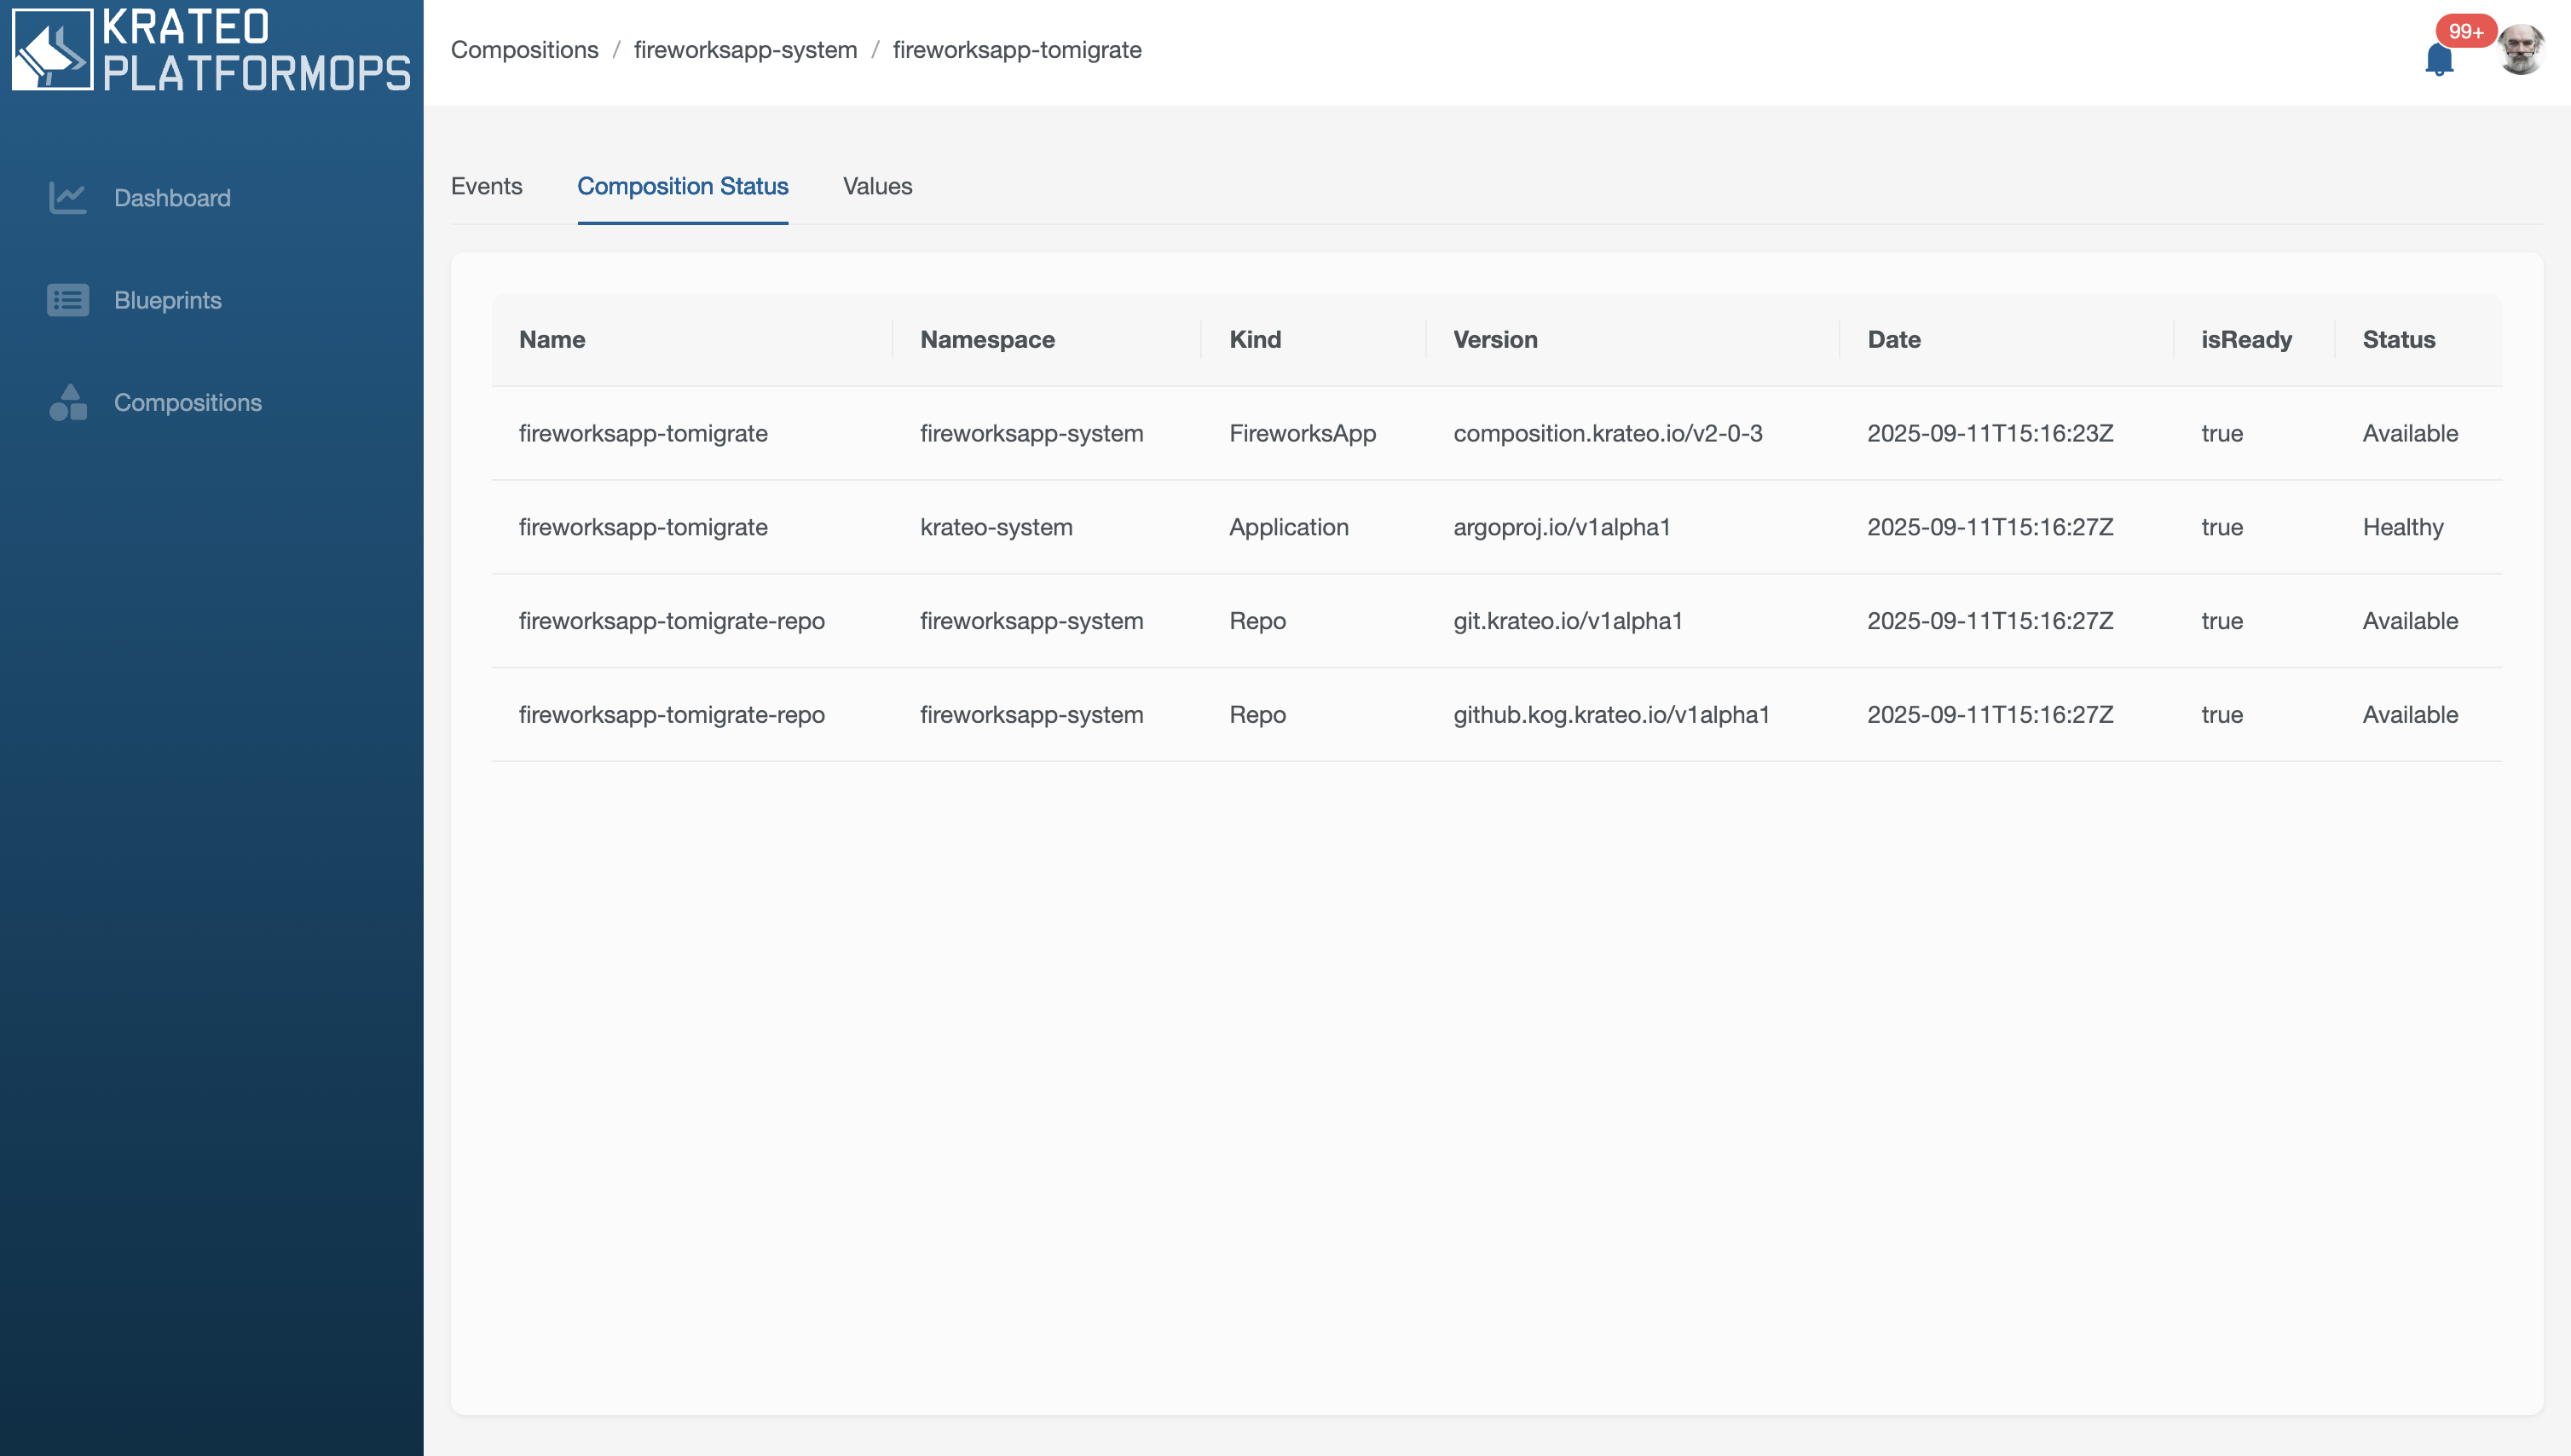 KRATEO
PLATFORMOPS
Compositions / fireworksapp-system / fireworksapp-tomigrate
99+
Dashboard
Blueprints
Compositions
Events Composition Status Values
Name Namespace Kind Version Date isReady Status
fireworksapp-tomigrate fireworksapp-system FireworksApp composition.krateo.io/v2-0-3 2025-09-11T15:16:23Z true Available
fireworksapp-tomigrate krateo-system Application argoproj.io/v1alpha1 2025-09-11T15:16:27Z true Healthy
fireworksapp-tomigrate-repo fireworksapp-system Repo git.krateo.io/v1alpha1 2025-09-11T15:16:27Z true Available
fireworksapp-tomigrate-repo fireworksapp-system Repo github.kog.krateo.io/v1alpha1 2025-09-11T15:16:27Z true Available